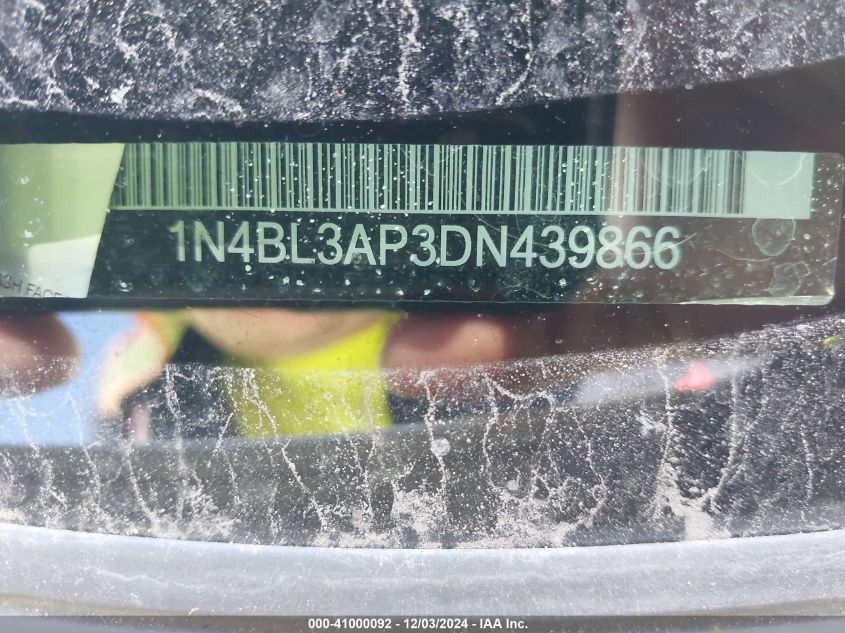 1N4BL3AP3DN439866
000-41000092 - 12/03/2024 - IAA Inc.